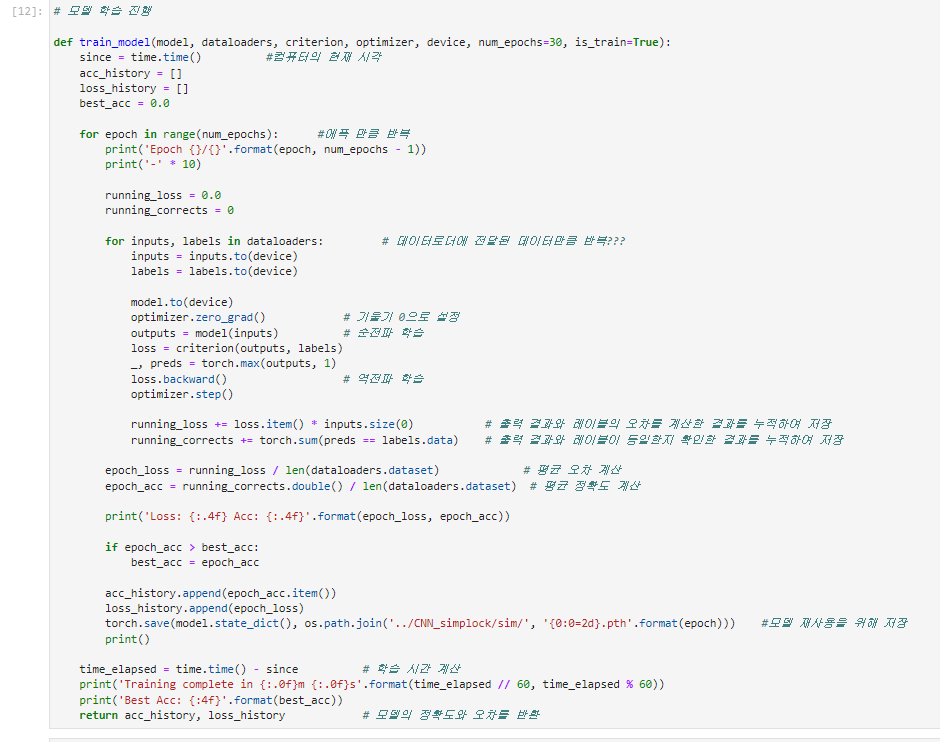 [12]: # 모델 학습 진행
def train_model(model, dataloaders, criterion, optimizer, device, num_epochs=30, is_train=True):
since = time.time() #컴퓨터의 현재 시각
acc_history = []
loss_history = []
best_acc = 0.0
for epoch in range(num_epochs): #에폭 만큼 반복
print('Epoch {}/{}'.format(epoch, num_epochs - 1))
print('-' * 10)
running_loss = 0.0
running_corrects = 0
for inputs, labels in dataloaders: # 데이터로더에 전달된 데이터만큼 반복???
inputs = inputs.to(device)
labels = labels.to(device)
model.to(device)
optimizer.zero_grad() # 기울기 0으로 설정
outputs = model(inputs) # 순전파 학습
loss = criterion(outputs, labels)
_, preds = torch.max(outputs, 1)
loss.backward() # 역전파 학습
optimizer.step()
running_loss += loss.item() * inputs.size(0) # 출력 결과와 레이블의 오차를 계산한 결과를 누적하여 저장
running_corrects += torch.sum(preds == labels.data) # 출력 결과와 레이블이 동일한지 확인한 결과를 누적하여 저장
epoch_loss = running_loss / len(dataloaders.dataset) # 평균 오차 계산
epoch_acc = running_corrects.double() / len(dataloaders.dataset) # 평균 정확도 계산
print('Loss: {:.4f} Acc: {:.4f}'.format(epoch_loss, epoch_acc))
if epoch_acc > best_acc:
best_acc = epoch_acc
acc_history.append(epoch_acc.item())
loss_history.append(epoch_loss)
torch.save(model.state_dict(), os.path.join('../CNN_simplock/sim/', '{0:0=2d}.pth'.format(epoch))) #모델 재사용을 위해 저장
print()
time_elapsed = time.time() - since # 학습 시간 계산
print('Training complete in {:.0f}m {:.0f}s'.format(time_elapsed // 60, time_elapsed % 60))
print('Best Acc: {:4f}'.format(best_acc))
return acc_history, loss_history # 모델의 정확도와 오차를 반환